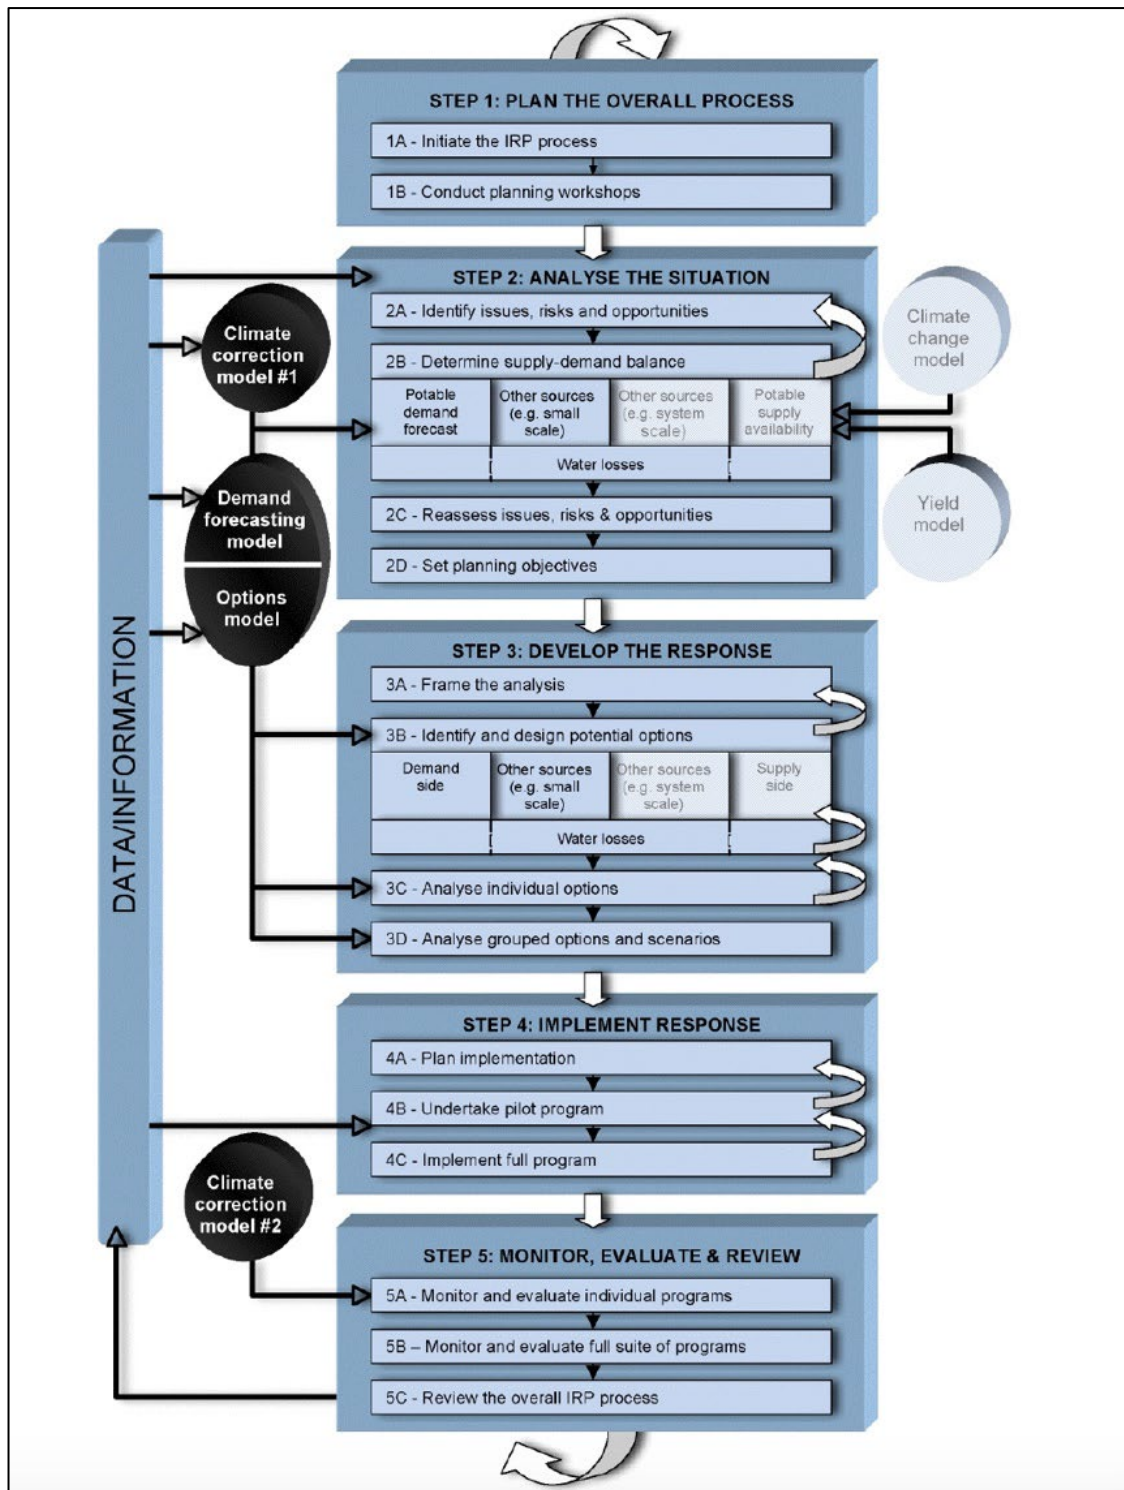 STEP 1: PLAN THE OVERALL PROCESS
1A - Initiate the IRP process
1B - Conduct planning workshops
DATA/INFORMATION
STEP 2: ANALYSE THE SITUATION
2A - Identify issues, risks and opportunities
2B - Determine supply-demand balance
Potable
demand
forecast
Other sources
(e.g. small
scale)
Other sources
(e.g. system
scale)
Potable
supply
availability
Water losses
2C - Reassess issues, risks & opportunities
2D - Set planning objectives
Climate
correction
model #1
Demand
forecasting
model
Options
model
Climate
change
model
Yield
model
STEP 3: DEVELOP THE RESPONSE
3A - Frame the analysis
3B - Identify and design potential options
Demand
side
Other sources
(e.g. small
scale)
Other sources
(e.g. system
scale)
Supply
side
Water losses
3C - Analyse individual options
3D - Analyse grouped options and scenarios
STEP 4: IMPLEMENT RESPONSE
4A - Plan implementation
4B - Undertake pilot program
4C - Implement full program
Climate
correction
model #2
STEP 5: MONITOR, EVALUATE & REVIEW
5A - Monitor and evaluate individual programs
5B – Monitor and evaluate full suite of programs
5C - Review the overall IRP process